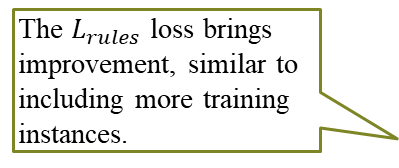 The L_rules loss brings
improvement, similar to
including more training
instances.